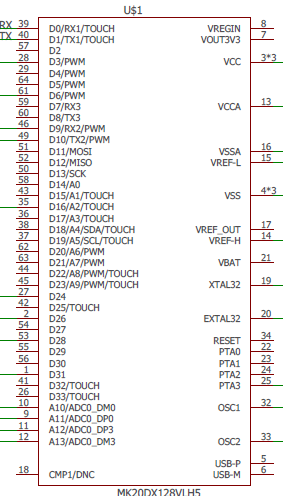 U$1
RX 39 D0/RX1/TOUCH VREGIN 8
TX 40 D1/TX1/TOUCH VOUT3V3 7
57 D2
28 D3/PWM VCC 3*3
29 D4/PWM
64 D5/PWM
61 D6/PWM
59 D7/RX3 VCCA 13
60 D8/TX3
46 D9/RX2/PWM
49 D10/TX2/PWM
51 D11/MOSI VSSA 16
52 D12/MISO VREF-L 15
50 D13/SCK
58 D14/A0
43 D15/A1/TOUCH VSS 4*3
35 D16/A2/TOUCH
36 D17/A3/TOUCH
38 D18/A4/SDA/TOUCH VREF_OUT 17
37 D19/A5/SCL/TOUCH VREF-H 14
62 D20/A6/PWM
63 D21/A7/PWM VBAT 21
44 D22/A8/PWM/TOUCH
45 D23/A9/PWM/TOUCH XTAL32 19
27 D24
42 D25/TOUCH
2 D26 EXTAL32 20
54 D27
53 D28 RESET 34
55 D29 PTA0 22
56 D30 PTA1 23
1 D31 PTA2 24
41 D32/TOUCH PTA3 25
26 D33/TOUCH
10 A10/ADC0_DM0 OSC1 32
9 A11/ADC0_DP0
11 A12/ADC0_DP3
12 A13/ADC0_DM3 OSC2 33
USB-P 5
18 CMP1/DNC USB-M 6
MK20DX128VLH5